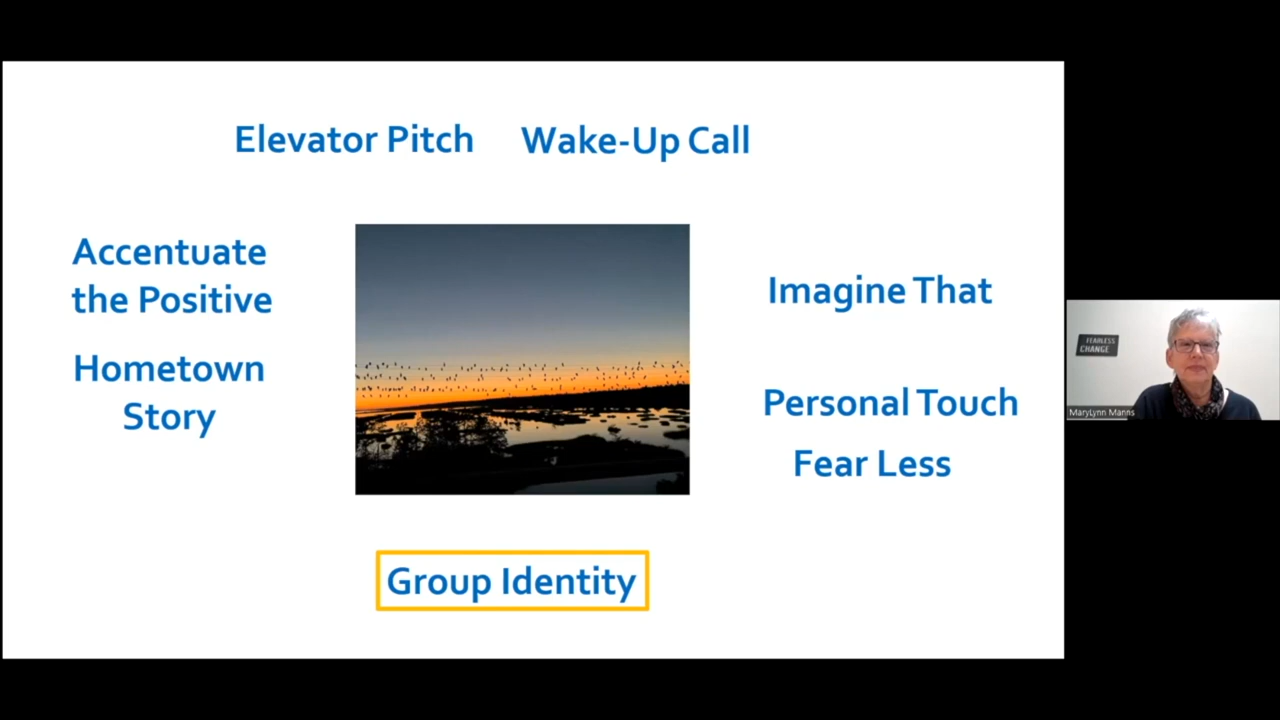 Elevator Pitch
Wake-Up Call
Accentuate
the Positive
Imagine That
Hometown
Story
Personal Touch
Fear Less
Group Identity
FEARLESS
CHANGE
MaryLynn Manns